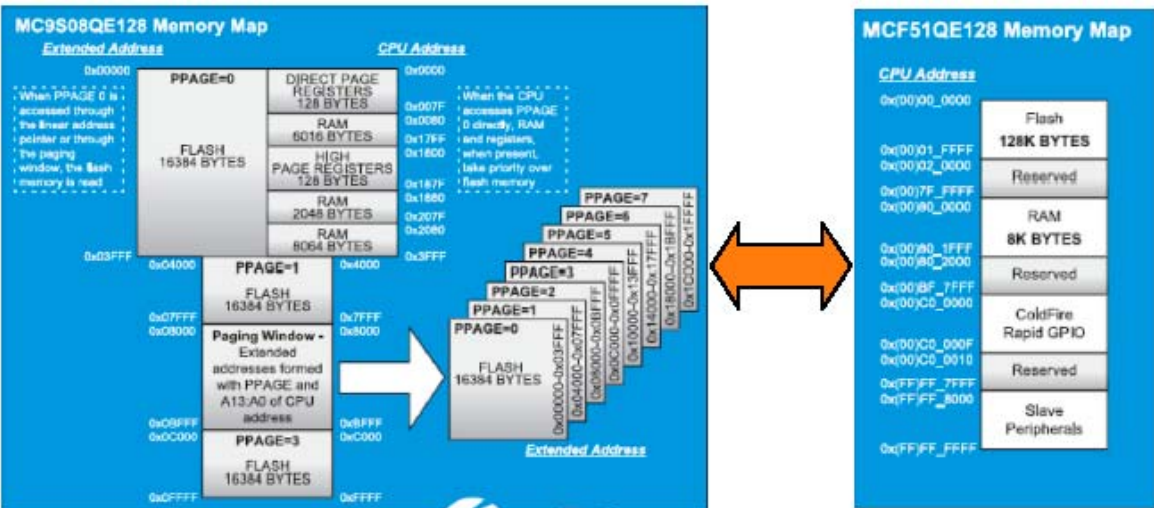 MC9S08QE128 Memory Map
Extended Address
CPU Address
0x00000
When PPAGE 0 is
accessed through
the linear address
pointer or through
the paging
window, the flash
memory is read
PPAGE=0
FLASH
16384 BYTES
0x03FFF
DIRECT PAGE
REGISTERS
128 BYTES
RAM
6016 BYTES
HIGH
PAGE REGISTERS
128 BYTES
RAM
2048 BYTES
RAM
8064 BYTES
0x0000
0x007F
0x0080
0x17FF
0x1800
0x187F
0x1880
0x207F
0x2080
0x3FFF
When the CPU
accesses PPAGE
0 directly, RAM
and registers,
when present,
take priority over
flash memory
0x04000
PPAGE=1
0x4000
FLASH
16384 BYTES
0x07FFF
0x7FFF
0x08000
0x8000
Paging Window -
Extended
addresses formed
with PPAGE and
A13:A0 of CPU
address
0x0BFFF
0xBFFF
0x0C000
0xC000
PPAGE=3
FLASH
16384 BYTES
0x0FFFF
0xFFFF
PPAGE=7
PPAGE=6
PPAGE=5
PPAGE=4
PPAGE=3
PPAGE=2
PPAGE=1
PPAGE=0
FLASH
16384 BYTES
0x00000-0x03FFF
0x04000-0x07FFF
0x08000-0x0BFFF
0x0C000-0x0FFFF
0x10000-0x13FFF
0x14000-0x17FFF
0x18000-0x1BFFF
0x1C000-0x1FFFF
Extended Address
MCF51QE128 Memory Map
CPU Address
0x(00)00_0000
Flash
128K BYTES
0x(00)01_FFFF
0x(00)02_0000
Reserved
0x(00)7F_FFFF
0x(00)80_0000
RAM
8K BYTES
0x(00)80_1FFF
0x(00)80_2000
Reserved
0x(00)BF_7FFF
0x(00)C0_0000
ColdFire
Rapid GPIO
0x(00)C0_000F
0x(00)C0_0010
Reserved
0x(FF)FF_7FFF
0x(FF)FF_8000
Slave
Peripherals
0x(FF)FF_FFFF